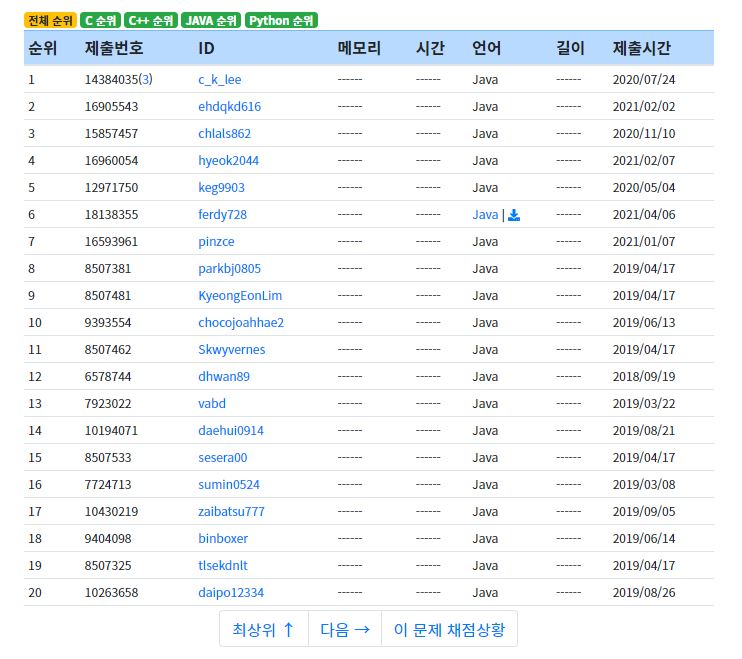 전체 순위 C 순위 C++ 순위 JAVA 순위 Python 순위
순위 제출번호 ID 메모리 시간 언어 길이 제출시간
1 14384035(3) c_k_lee ------ ------ Java ------ 2020/07/24
2 16905543 ehdqkd616 ------ ------ Java ------ 2021/02/02
3 15857457 chlals862 ------ ------ Java ------ 2020/11/10
4 16960054 hyeok2044 ------ ------ Java ------ 2021/02/07
5 12971750 keg9903 ------ ------ Java ------ 2020/05/04
6 18138355 ferdy728 ------ ------ Java | ------ 2021/04/06
7 16593961 pinzce ------ ------ Java ------ 2021/01/07
8 8507381 parkbj0805 ------ ------ Java ------ 2019/04/17
9 8507481 KyeongEonLim ------ ------ Java ------ 2019/04/17
10 9393554 chocojoahhae2 ------ ------ Java ------ 2019/06/13
11 8507462 Skwyvernes ------ ------ Java ------ 2019/04/17
12 6578744 dhwan89 ------ ------ Java ------ 2018/09/19
13 7923022 vabd ------ ------ Java ------ 2019/03/22
14 10194071 daehui0914 ------ ------ Java ------ 2019/08/21
15 8507533 sesera00 ------ ------ Java ------ 2019/04/17
16 7724713 sumin0524 ------ ------ Java ------ 2019/03/08
17 10430219 zaibatsu777 ------ ------ Java ------ 2019/09/05
18 9404098 binboxer ------ ------ Java ------ 2019/06/14
19 8507325 tlsekdnlt ------ ------ Java ------ 2019/04/17
20 10263658 daipo12334 ------ ------ Java ------ 2019/08/26
최상위 ↑ 다음 → 이 문제 채점상황